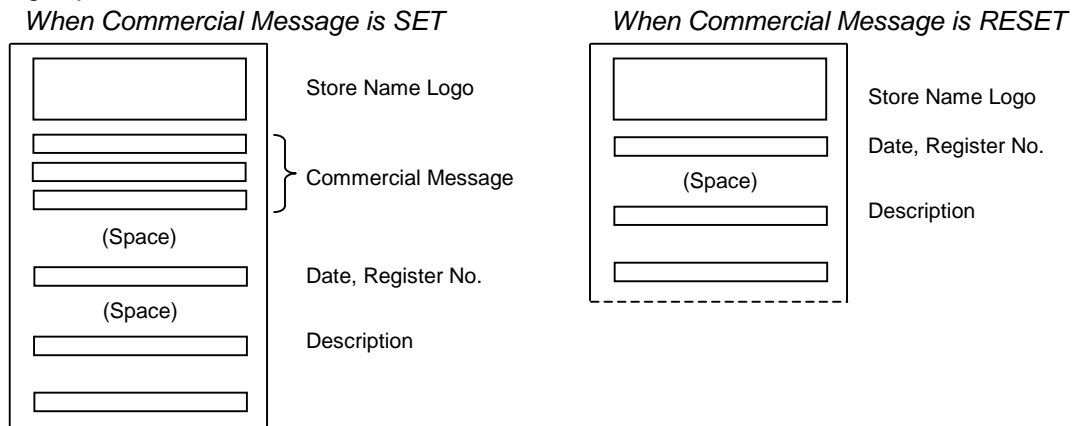 When Commercial Message is SET
Store Name Logo
Commercial Message
(Space)
Date, Register No.
(Space)
Description
When Commercial Message is RESET
Store Name Logo
Date, Register No.
(Space)
Description